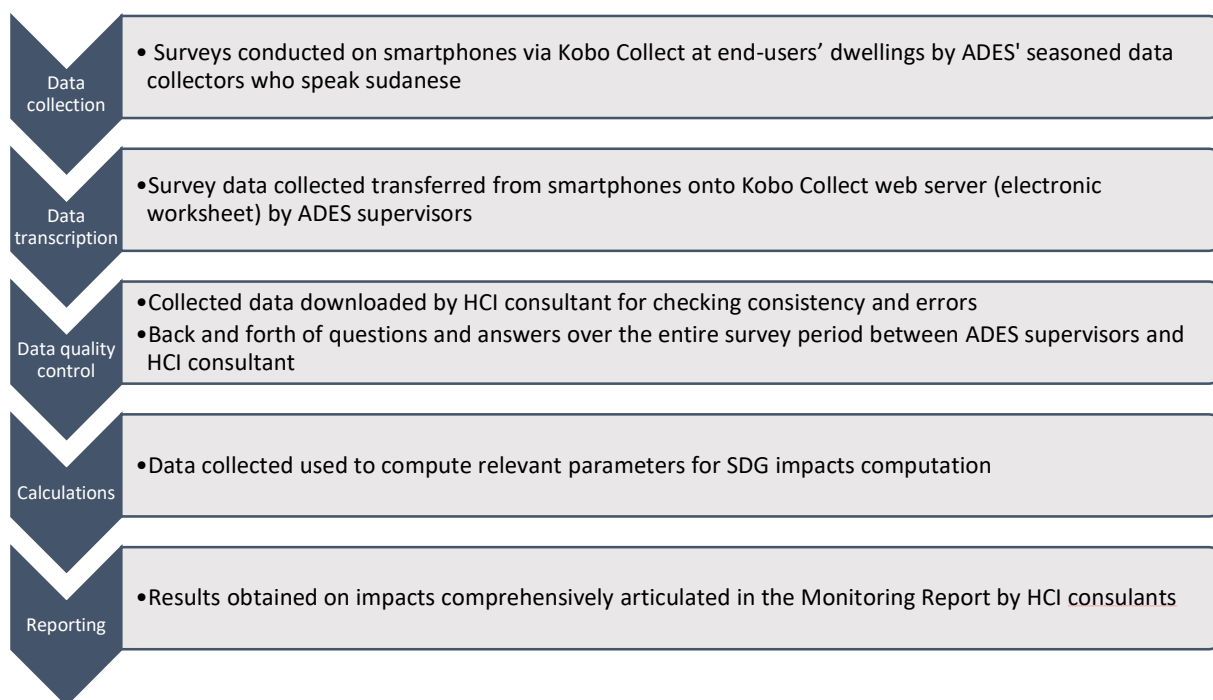 Data
collection
• Surveys conducted on smartphones via Kobo Collect at end-users’ dwellings by ADES' seasoned data
collectors who speak sudanese
Data
transcription
•Survey data collected transferred from smartphones onto Kobo Collect web server (electronic
worksheet) by ADES supervisors
Data quality
control
•Collected data downloaded by HCI consultant for checking consistency and errors
•Back and forth of questions and answers over the entire survey period between ADES supervisors and
HCI consultant
Calculations
•Data collected used to compute relevant parameters for SDG impacts computation
Reporting
•Results obtained on impacts comprehensively articulated in the Monitoring Report by HCI consulants